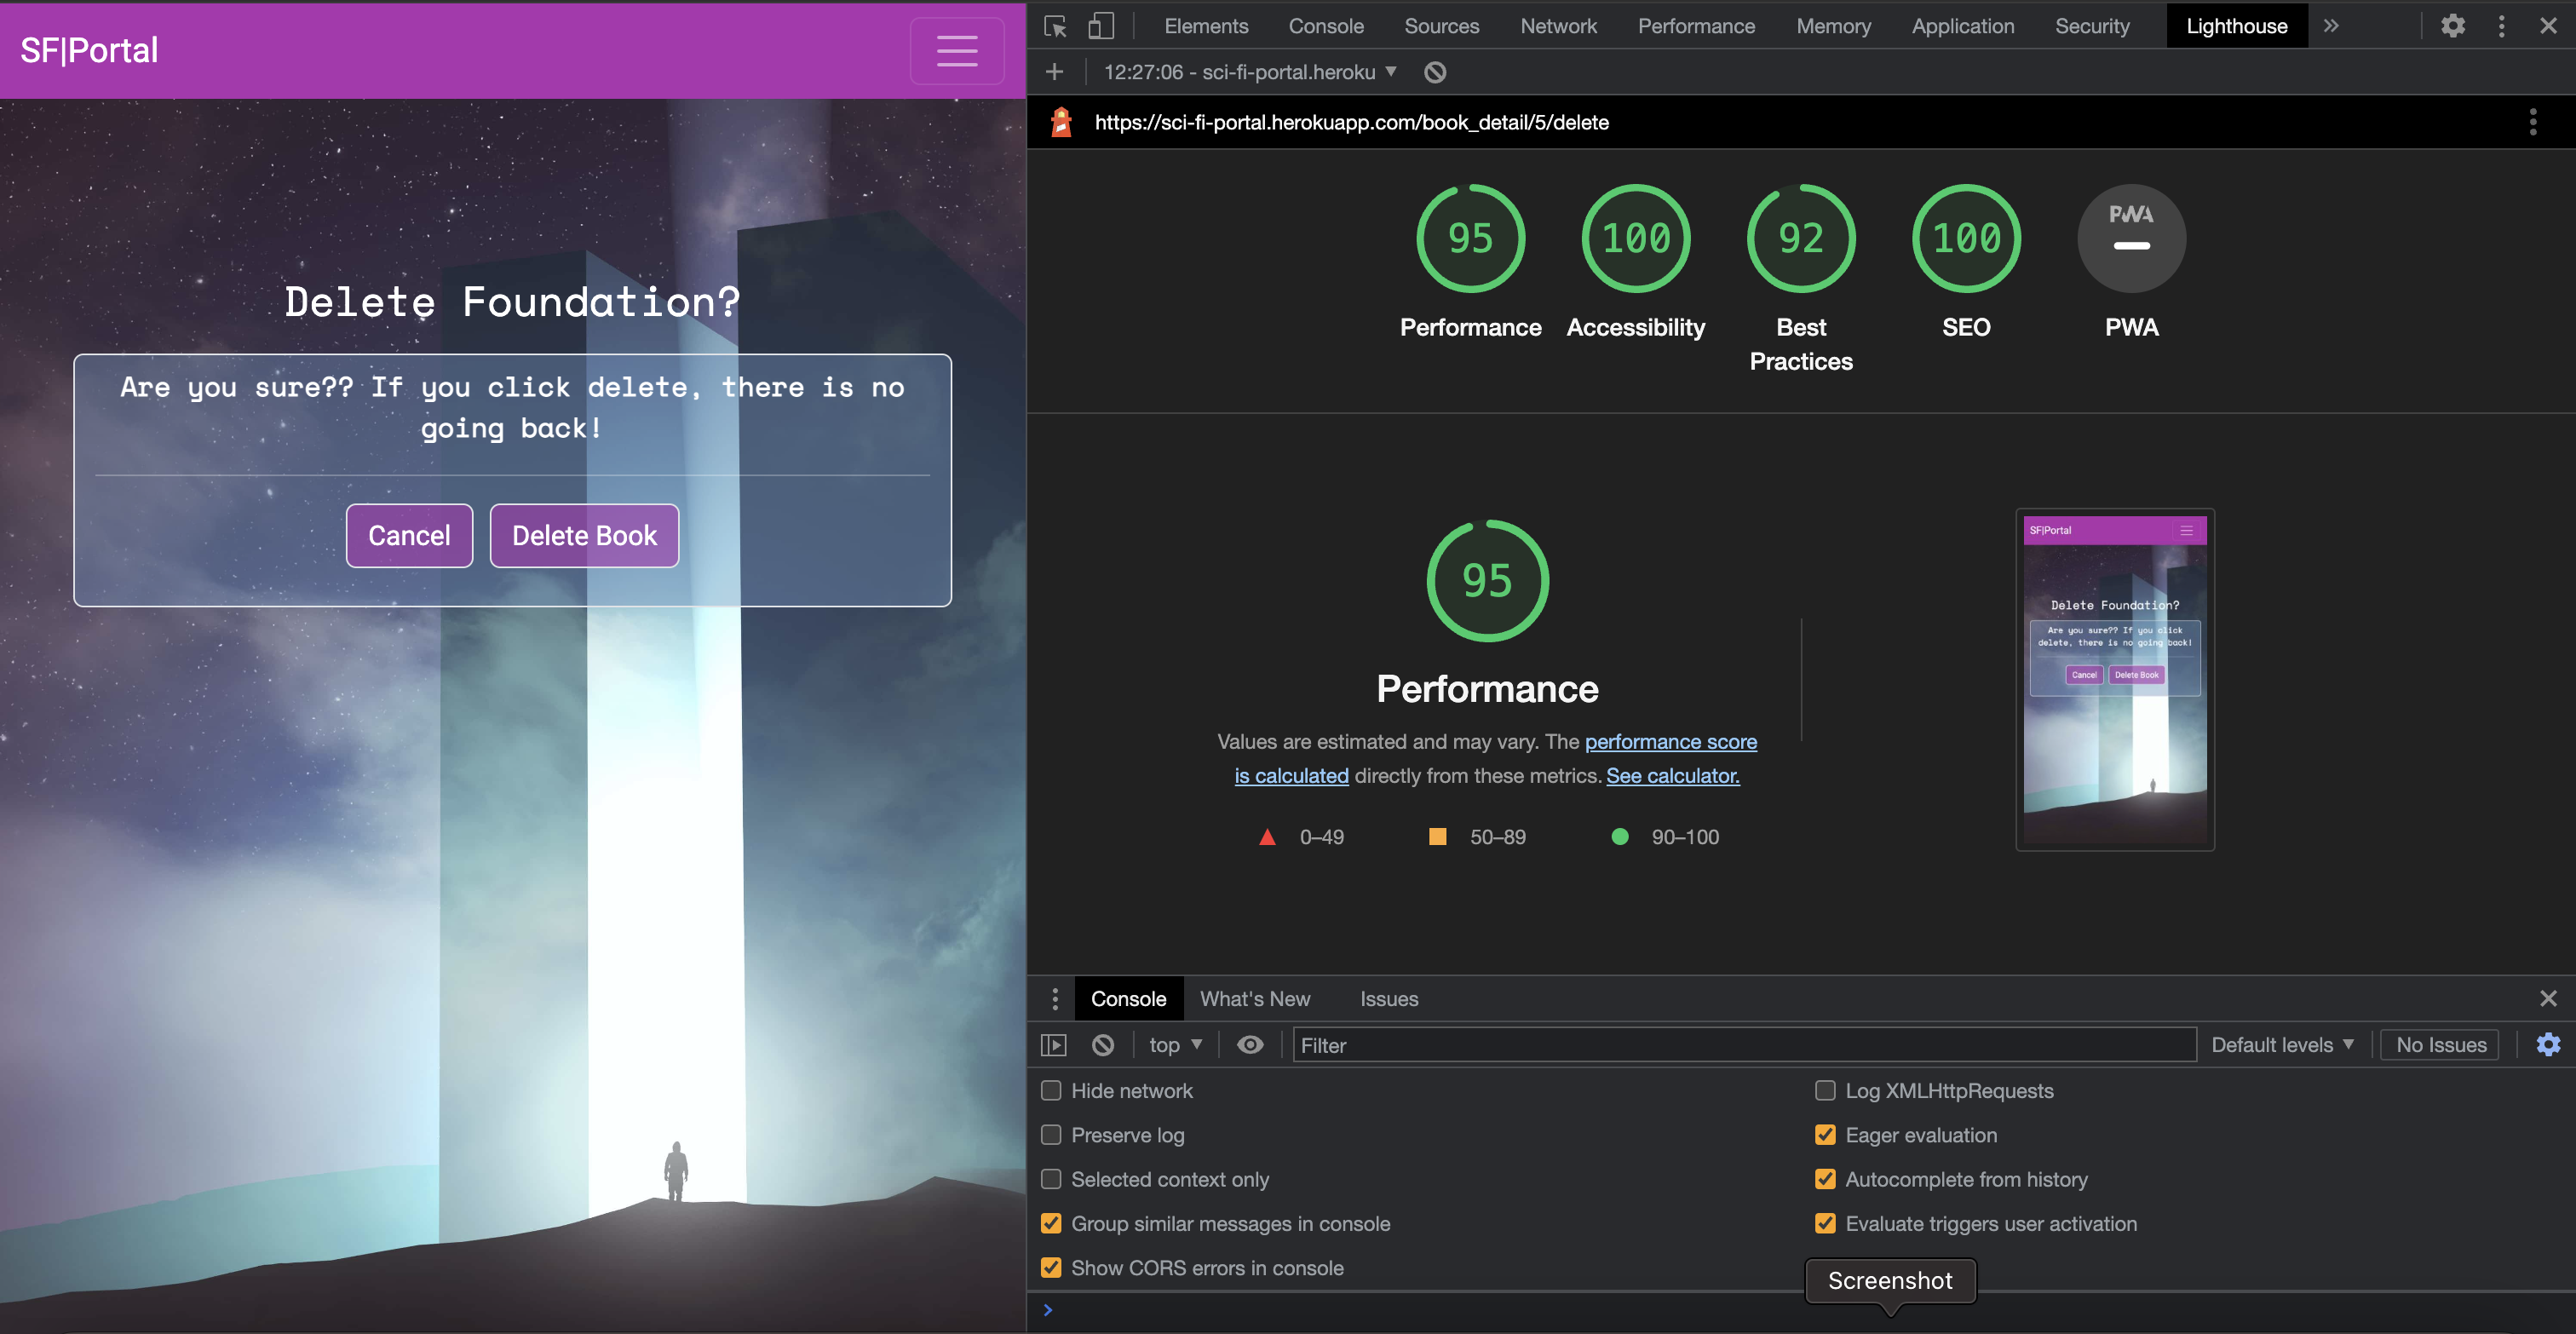 SF|Portal
Delete Foundation?
Are you sure?? If you click delete, there is no
going back!
Cancel
Delete Book
Elements
Console
Sources
Network
Performance
Memory
Application
Security
Lighthouse
12:27:06 - sci-fi-portal.heroku
https://sci-fi-portal.herokuapp.com/book_detail/5/delete
95
100
92
100
PWA
Performance
Accessibility
Best
Practices
SEO
PWA
95
Performance
Values are estimated and may vary. The performance score
is calculated directly from these metrics. See calculator.
0–49
50–89
90–100
SF|Portal
Delete Foundation?
Are you sure?? If you click
delete, there is no going back!
Cancel
Delete Book
Console
What's New
Issues
top
Filter
Default levels
No Issues
Hide network
Log XMLHttpRequests
Preserve log
Eager evaluation
Selected context only
Autocomplete from history
Group similar messages in console
Evaluate triggers user activation
Show CORS errors in console
Screenshot